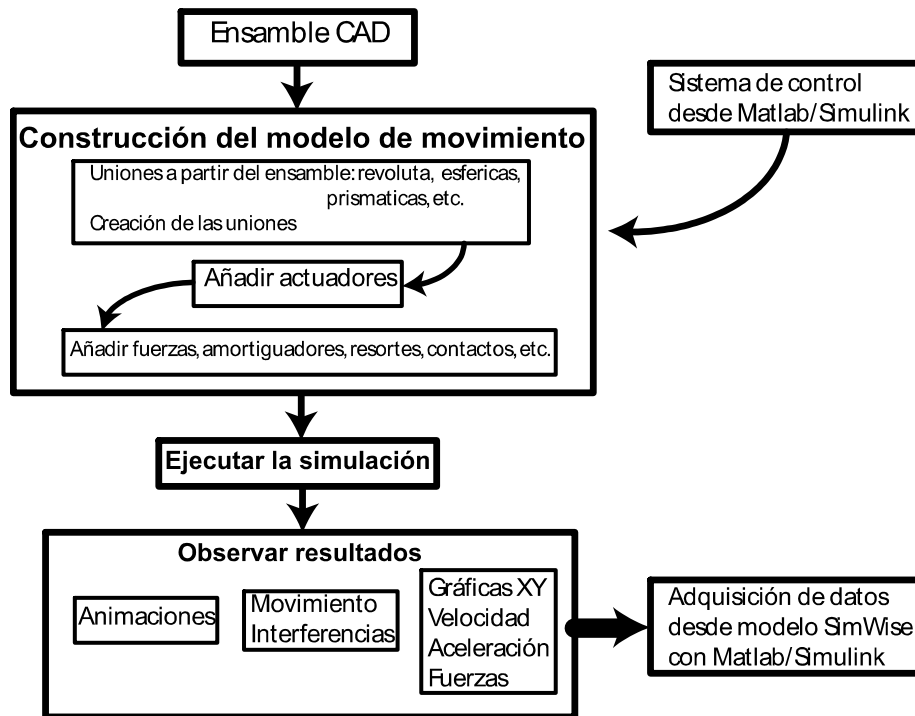 Ensamble CAD
Sistema de control
desde Matlab/Simulink
Construcción del modelo de movimiento
Uniones a partir del ensamble: revoluta, esfericas,
prismaticas, etc.
Creación de las uniones
Añadir actuadores
Añadir fuerzas, amortiguadores, resortes, contactos, etc.
Ejecutar la simulación
Observar resultados
Animaciones
Movimiento
Interferencias
Gráficas XY
Velocidad
Aceleración
Fuerzas
Adquisición de datos
desde modelo SimWise
con Matlab/Simulink